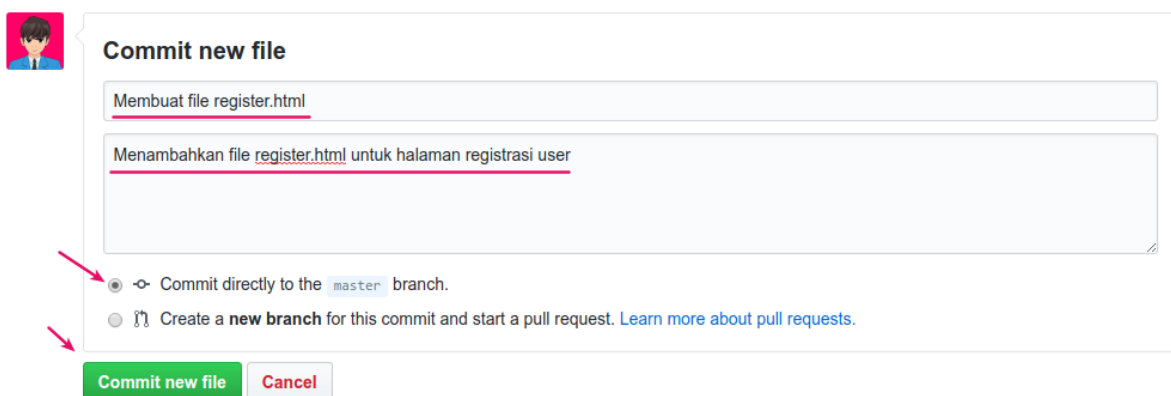 Commit new file
Membuat file register.html
Menambahkan file register.html untuk halaman registrasi user
Commit directly to the master branch.
Create a new branch for this commit and start a pull request. Learn more about pull requests.
Commit new file Cancel